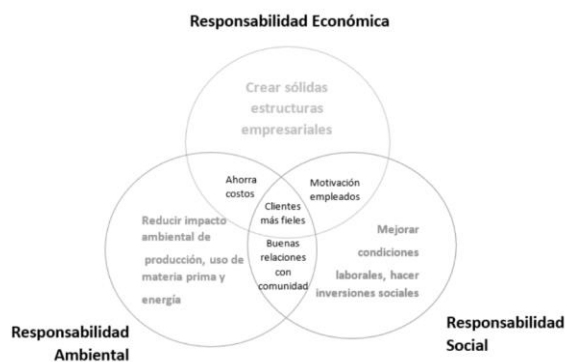 Responsabilidad Económica
Crear sólidas
estructuras
empresariales
Ahorra
costos
Motivación
empleados
Clientes
más fieles
Reducir impacto
ambiental de
producción, uso de
materia prima y
energía
Buenas
relaciones
con
comunidad
Mejorar
condiciones
laborales, hacer
inversiones sociales
Responsabilidad
Ambiental
Responsabilidad
Social